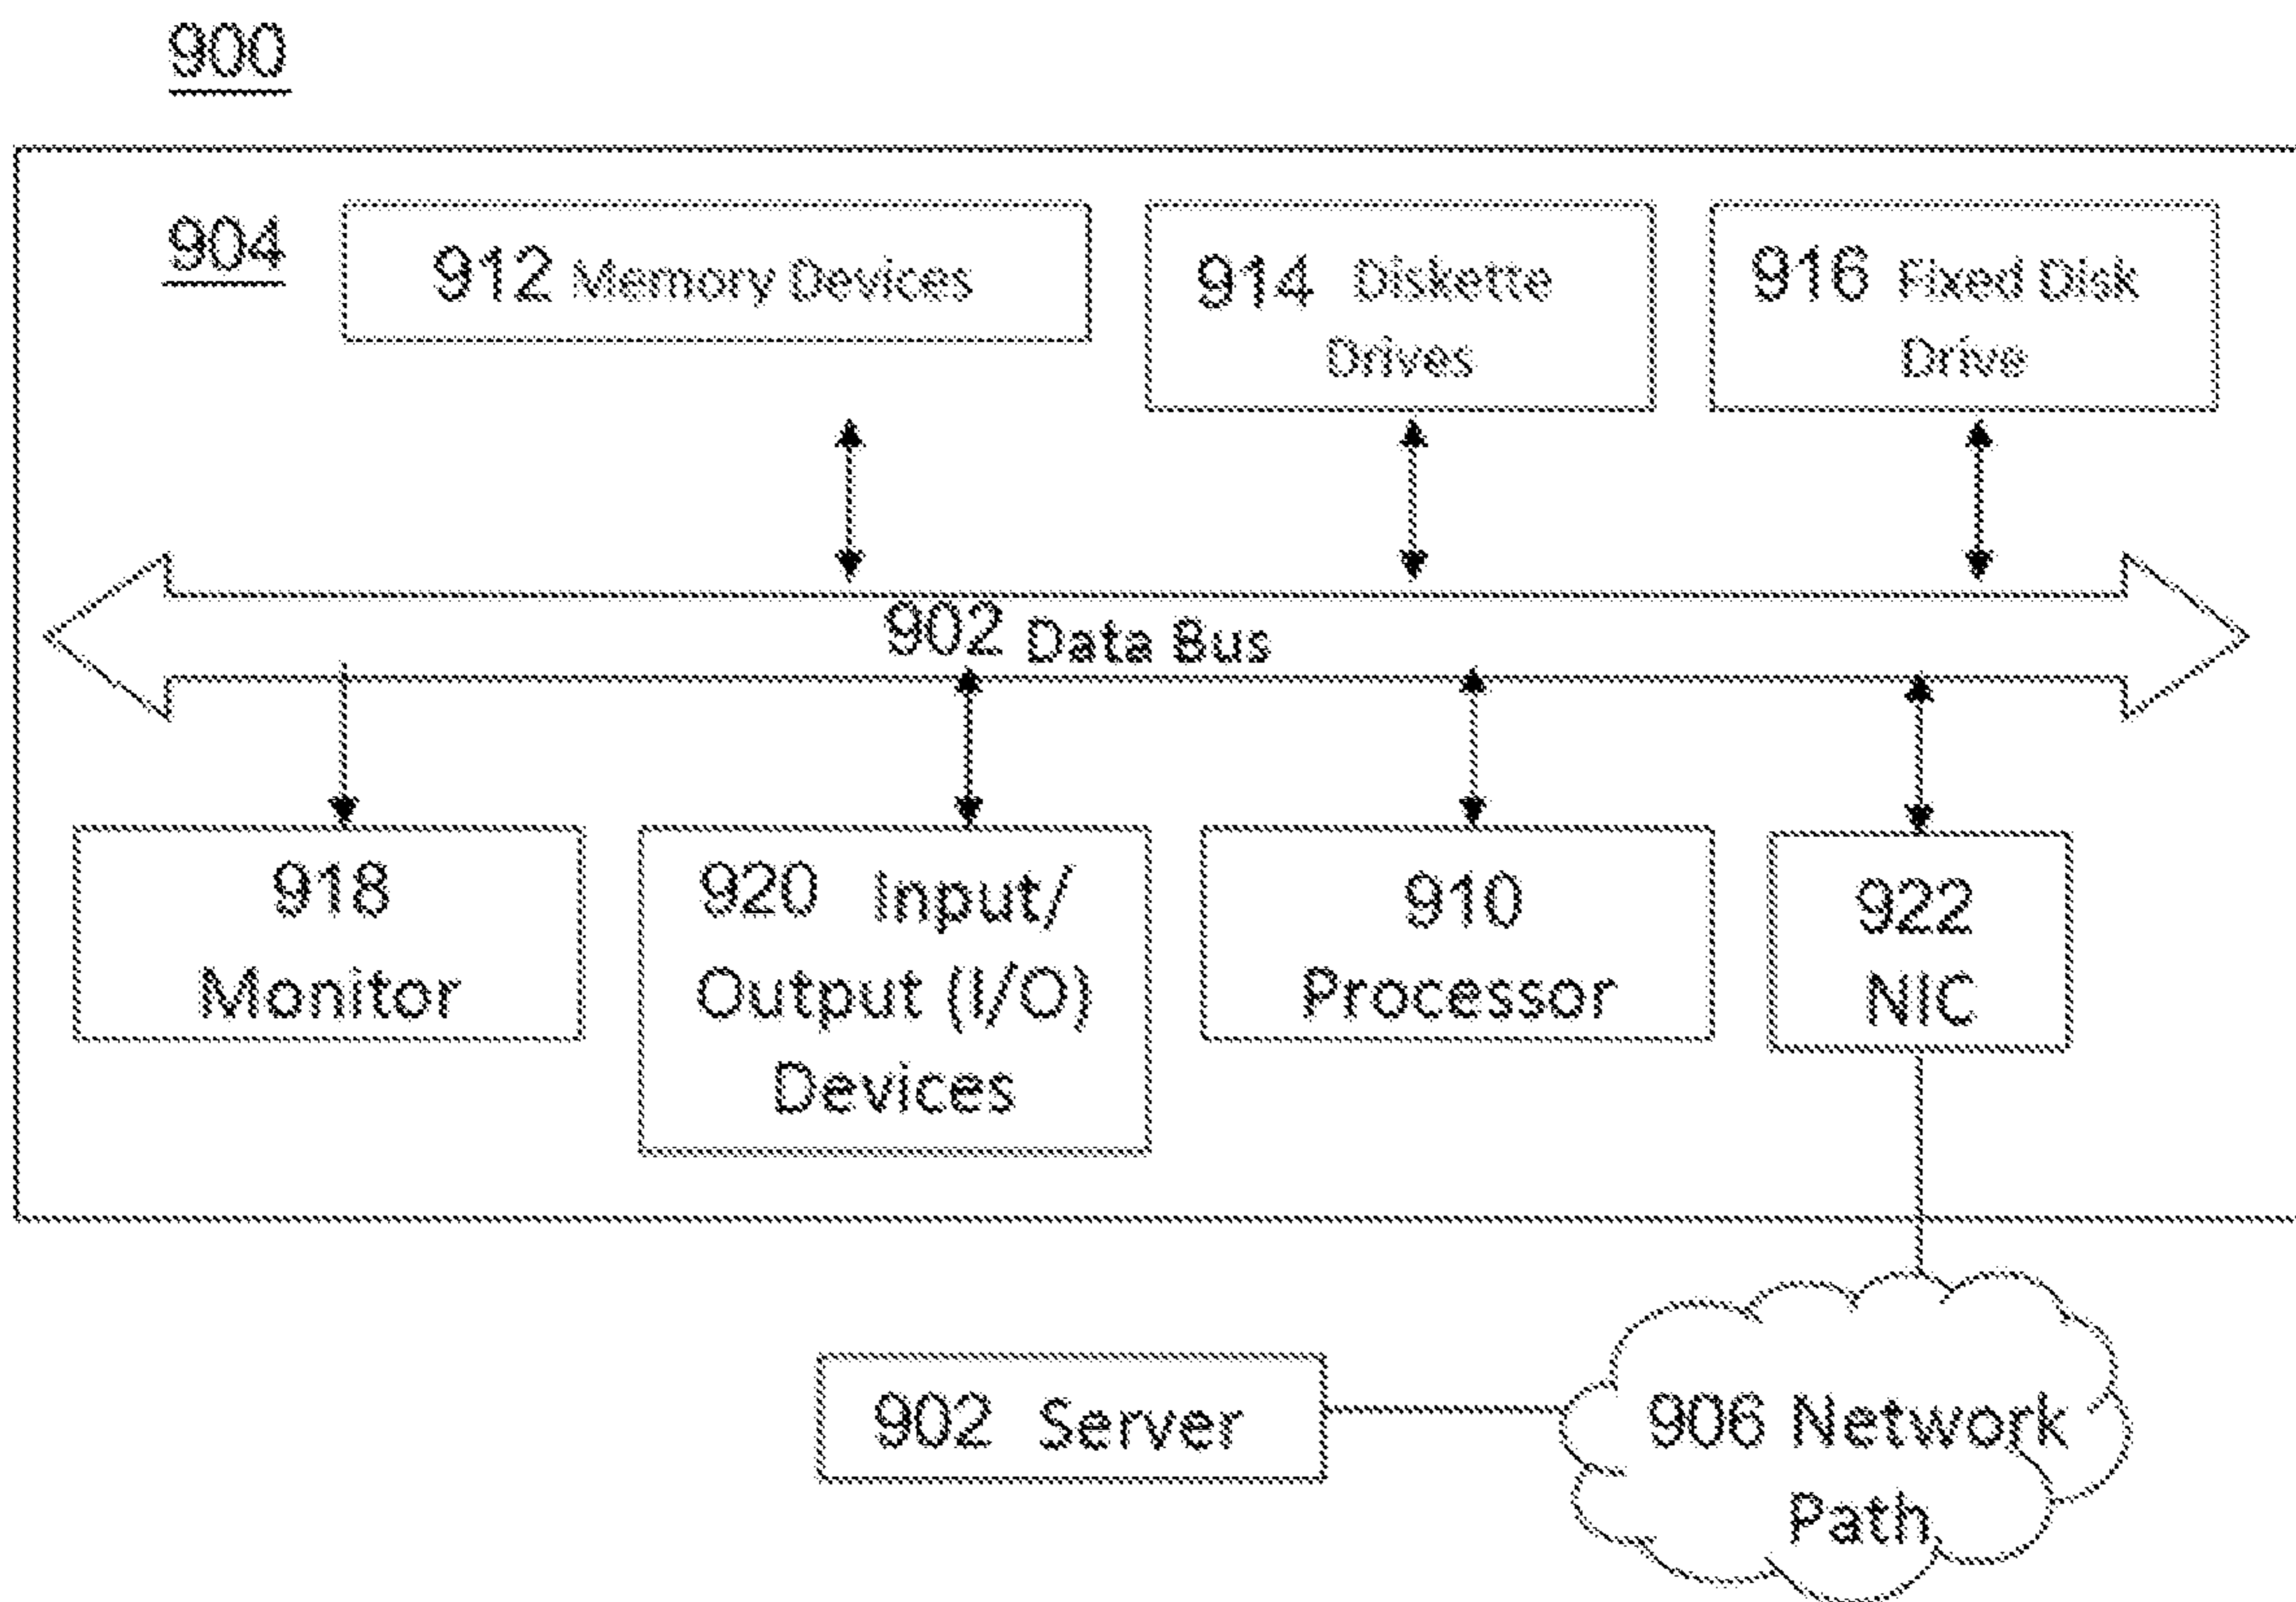 900
904
912 Memory Devices
914 Diskette
Drives
916 Fixed Disk
Drive
902 Data Bus
918
Monitor
920 Input/
Output (I/O)
Devices
910
Processor
922
NIC
902 Server
906 Network
Path